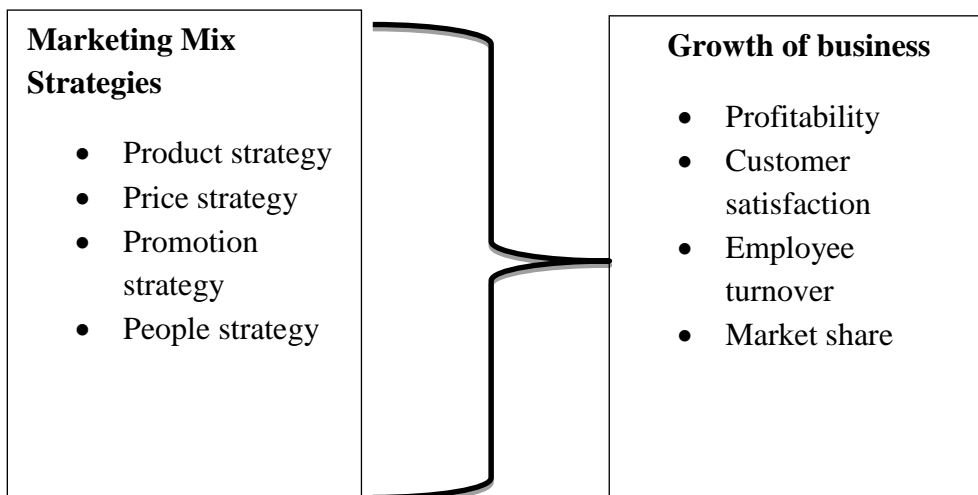 Marketing Mix
Strategies
• Product strategy
• Price strategy
• Promotion
strategy
• People strategy
Growth of business
• Profitability
• Customer
satisfaction
• Employee
turnover
• Market share